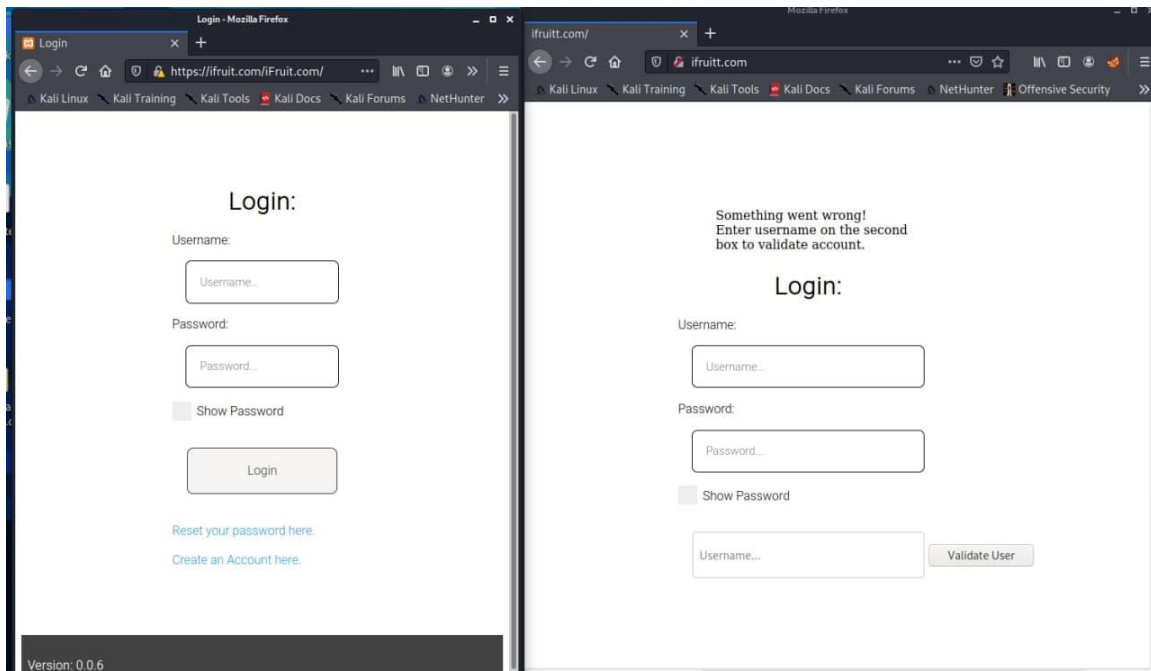 Login - Mozilla Firefox
Login
https://ifruit.com/iFruit.com/
Kali Linux Kali Training Kali Tools Kali Docs Kali Forums NetHunter
Login:
Username:
Username...
Password:
Password...
Show Password
Login
Reset your password here.
Create an Account here.
Version: 0.0.6
Mozilla Firefox
ifruitt.com/
ifruitt.com
Kali Linux Kali Training Kali Tools Kali Docs Kali Forums NetHunter Offensive Security
Something went wrong!
Enter username on the second
box to validate account.
Login:
Username:
Username...
Password:
Password...
Show Password
Username...
Validate User